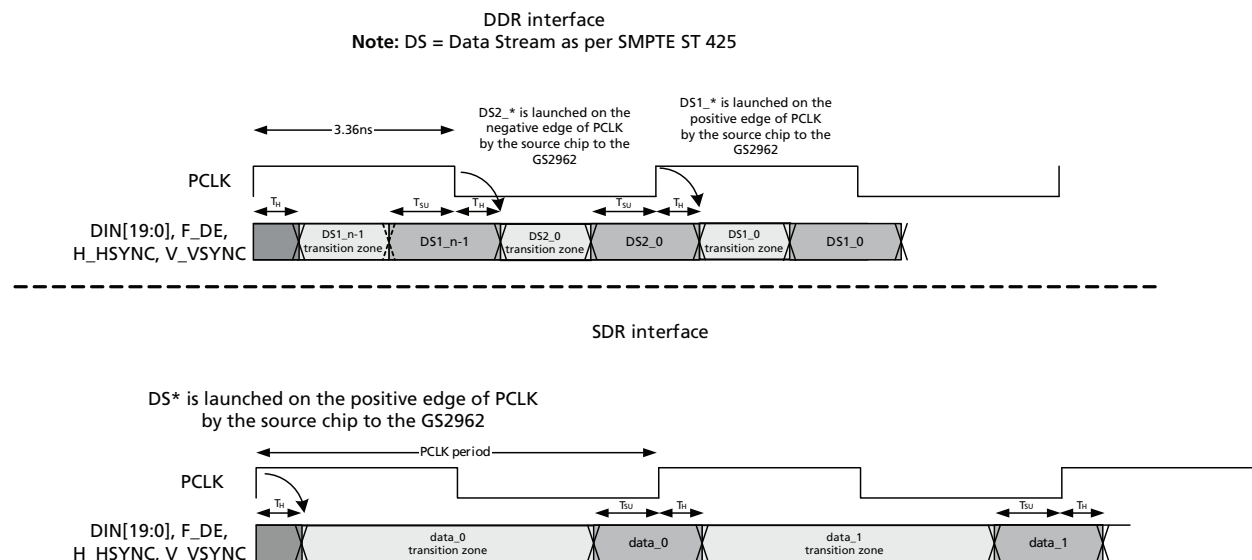 DDR interface
Note: DS = Data Stream as per SMPTE ST 425
DS2_* is launched on the
negative edge of PCLK
by the source chip to the
GS2962
DS1_* is launched on the
positive edge of PCLK
by the source chip to the
GS2962
3.36ns
PCLK
TH
TSU
TH
TSU
TH
DIN[19:0], F_DE,
H_HSYNC, V_VSYNC
DS1_n-1
transition zone
DS1_n-1
DS2_0
transition zone
DS2_0
DS1_0
transition zone
DS1_0
SDR interface
DS* is launched on the positive edge of PCLK
by the source chip to the GS2962
PCLK period
PCLK
TH
TSU
TH
TSU
TH
DIN[19:0], F_DE,
H_HSYNC, V_VSYNC
data_0
transition zone
data_0
data_1
transition zone
data_1